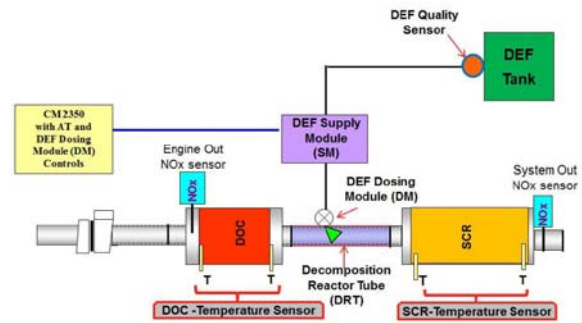 DEF Quality
Sensor
DEF
Tank
CM2350
with AT and
DEF Dosing
Module (DM)
Controls
DEF Supply
Module
(SM)
Engine Out
NOx sensor
System Out
NOx sensor
DEF Dosing
Module (DM)
NOx
NOx
DOC
SCR
Decomposition
Reactor Tube
(DRT)
T
T
T
T
DOC -Temperature Sensor
SCR-Temperature Sensor